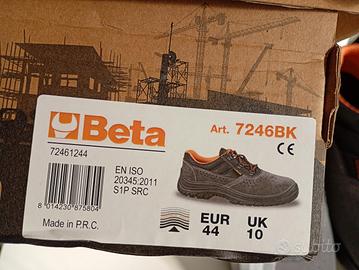 Beta
Art. 7246BK
CE
72461244
EN ISO
20345:2011
S1P SRC
8 014230 875804
Made in P.R.C.
EUR
44
UK
10
subito